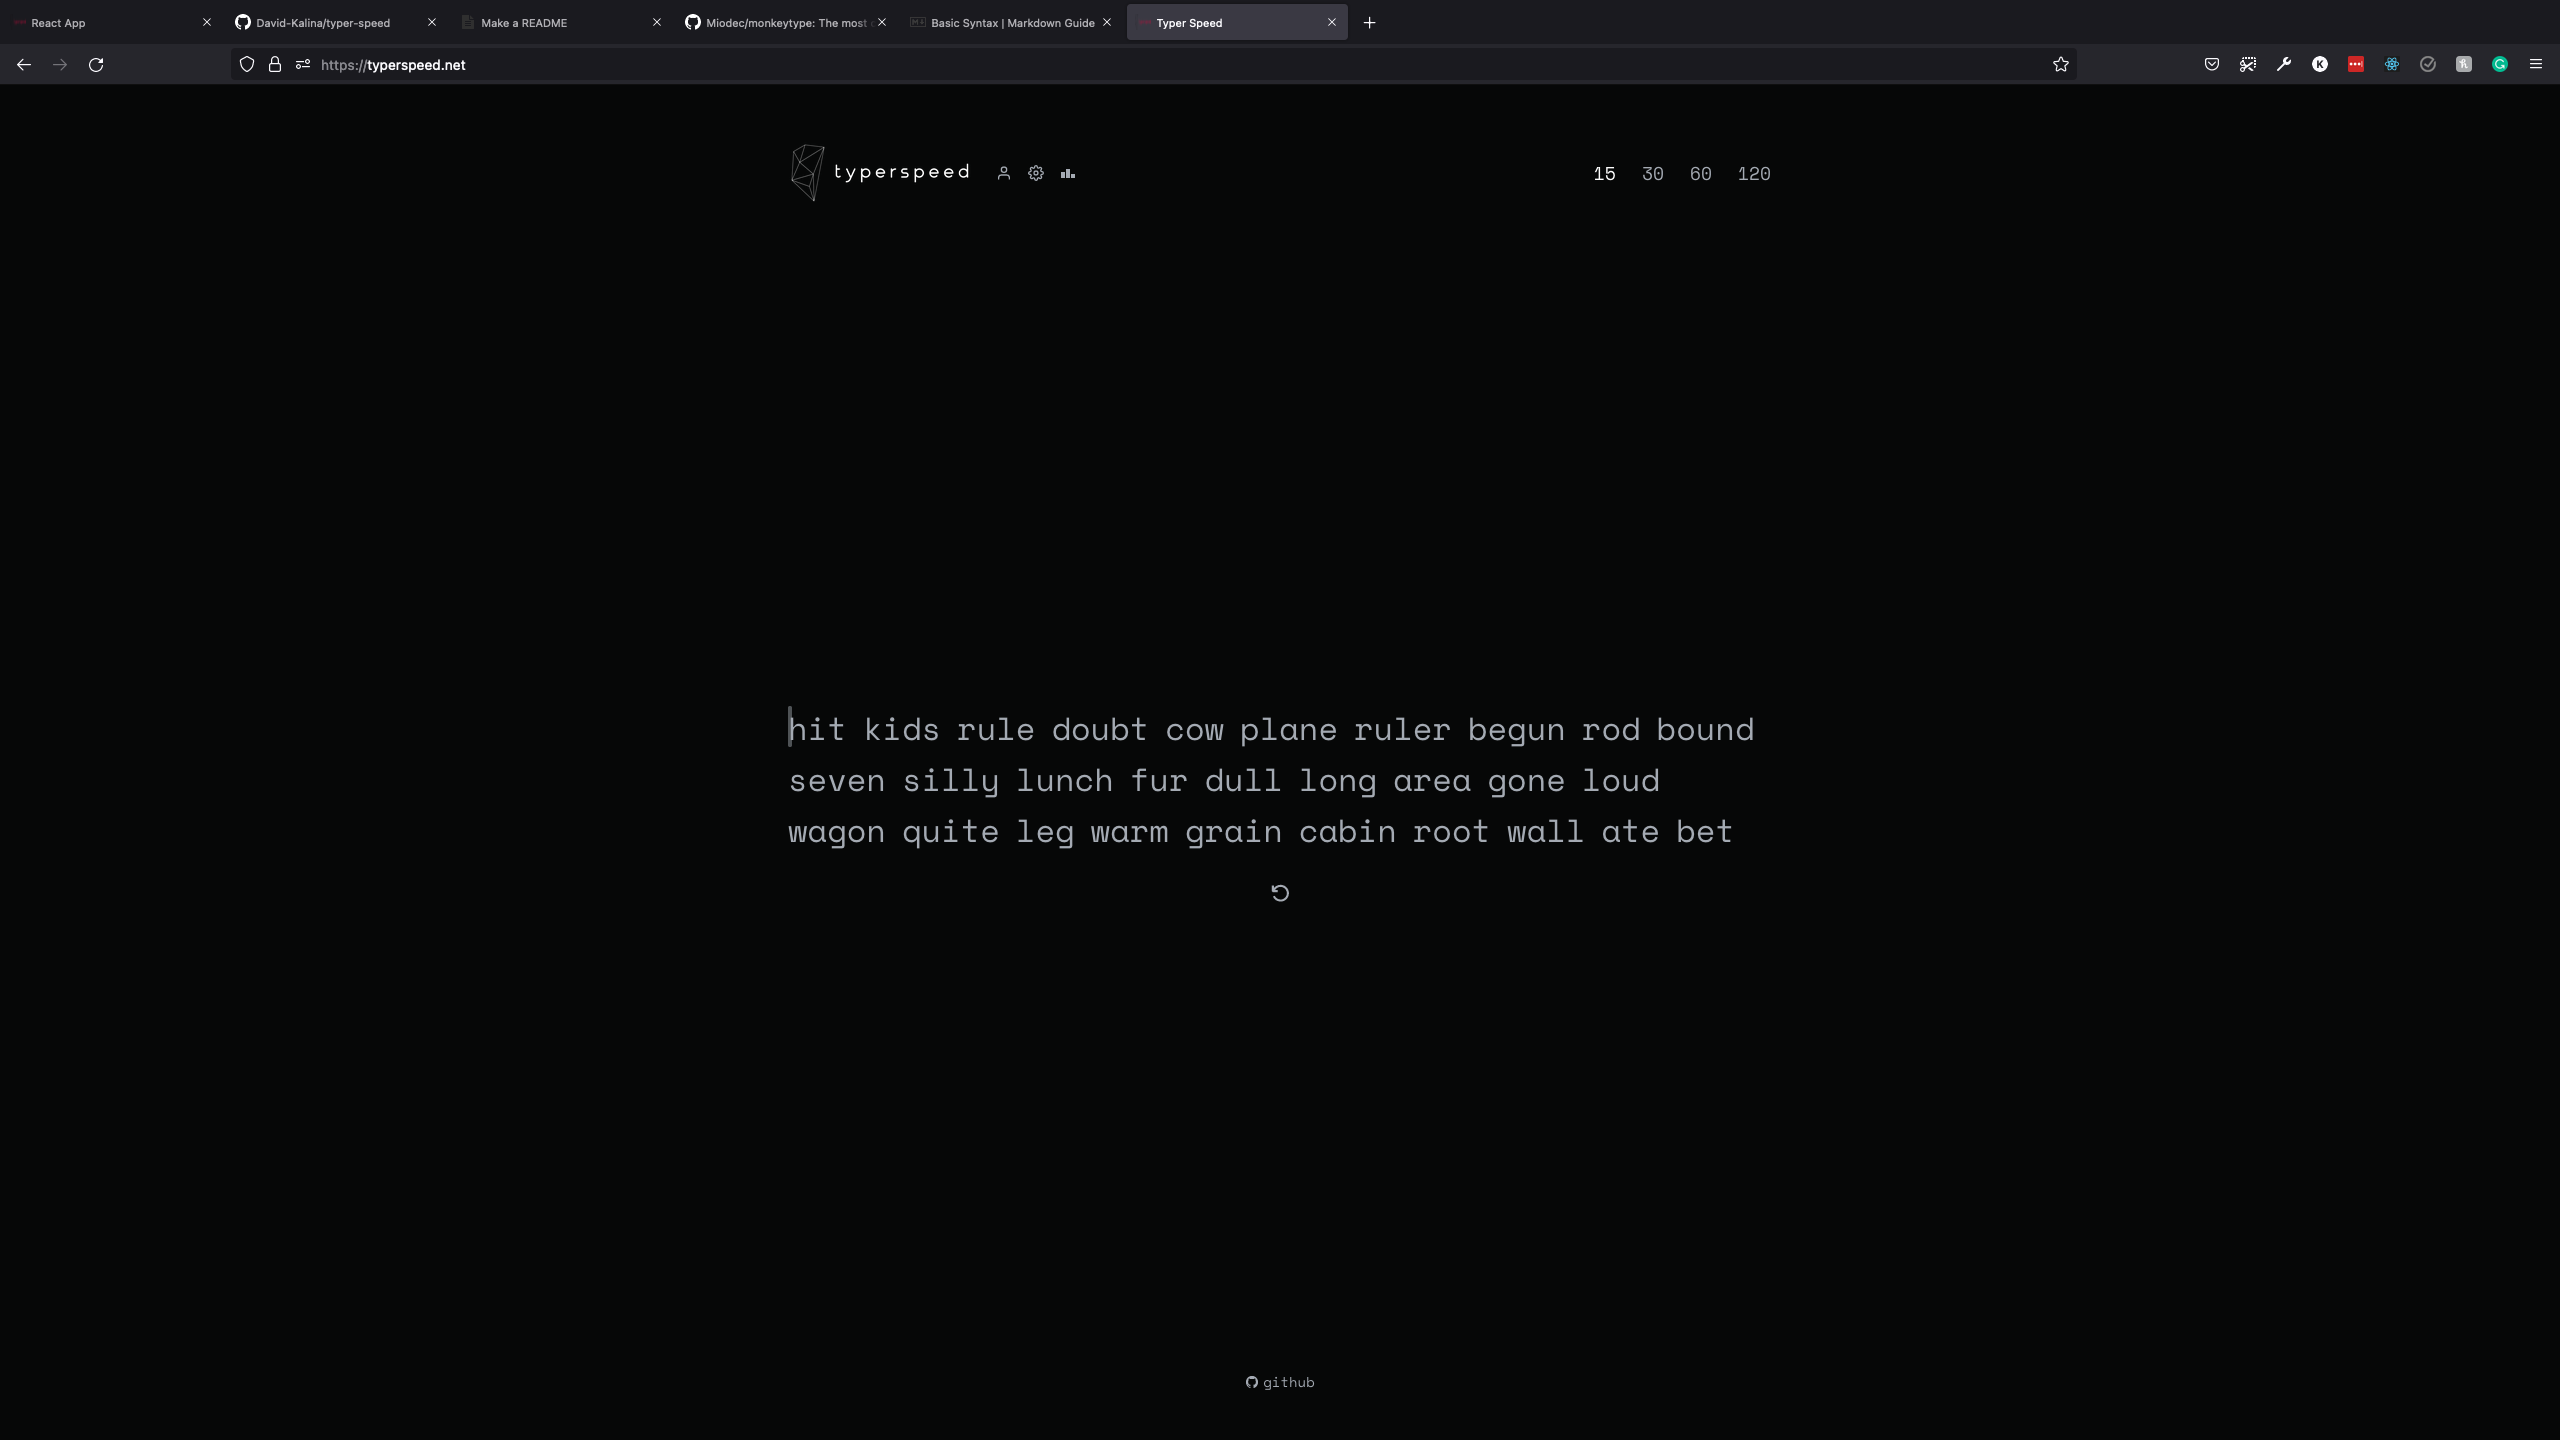 React App
David-Kalina/typer-speed
Make a README
Miodec/monkeytype: The most
Basic Syntax | Markdown Guide
Typer Speed
https://typerspeed.net
typerspeed
15 30 60 120
hit kids rule doubt cow plane ruler begun rod bound
seven silly lunch fur dull long area gone loud
wagon quite leg warm grain cabin root wall ate bet
github